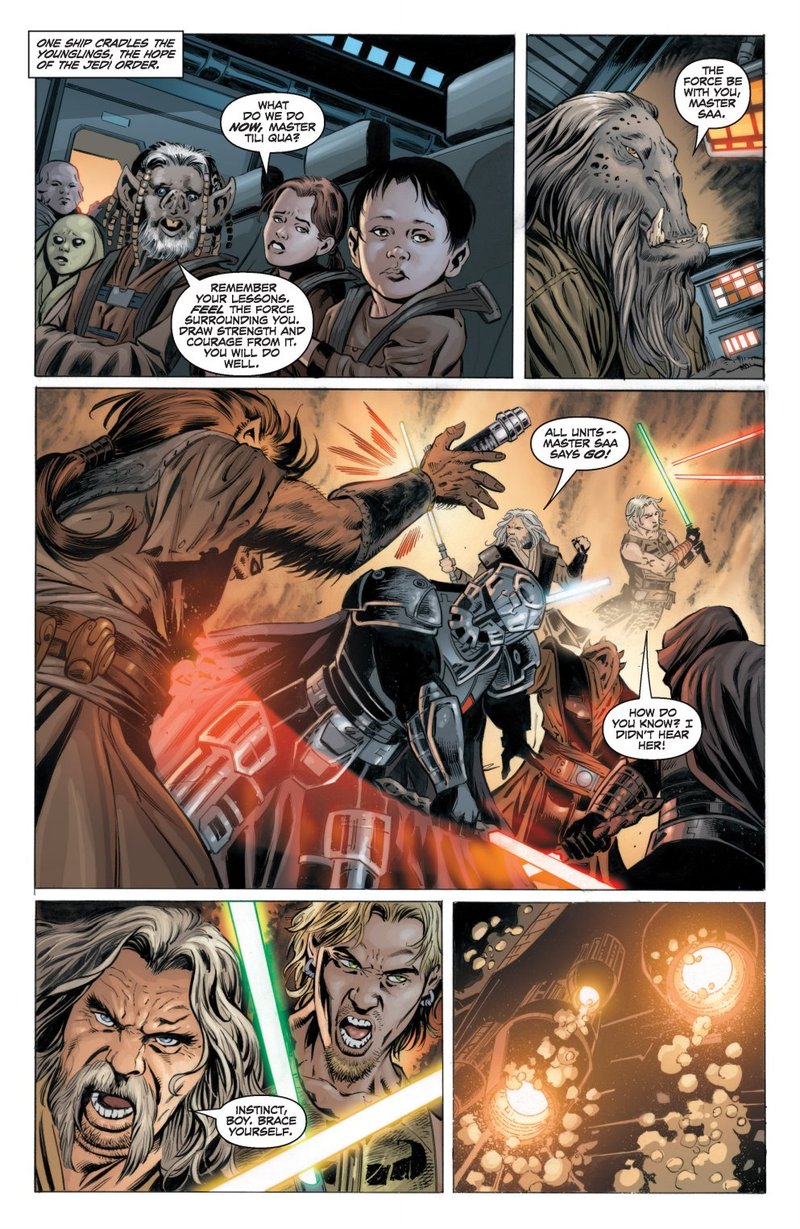 ONE SHIP CRADLES THE
YOUNGLINGS, THE HOPE
OF THE JEDI ORDER.
WHAT
DO WE DO
NOW, MASTER
TILI QUA?
REMEMBER
YOUR LESSONS.
FEEL THE FORCE
SURROUNDING YOU.
DRAW STRENGTH AND
COURAGE FROM IT.
YOU WILL DO
WELL.
THE
FORCE BE
WITH YOU,
MASTER
SAA.
ALL UNITS--
MASTER SAA
SAYS GO!
HOW DO
YOU KNOW? I
DIDN'T HEAR
HER!
INSTINCT,
BOY. BRACE
YOURSELF.